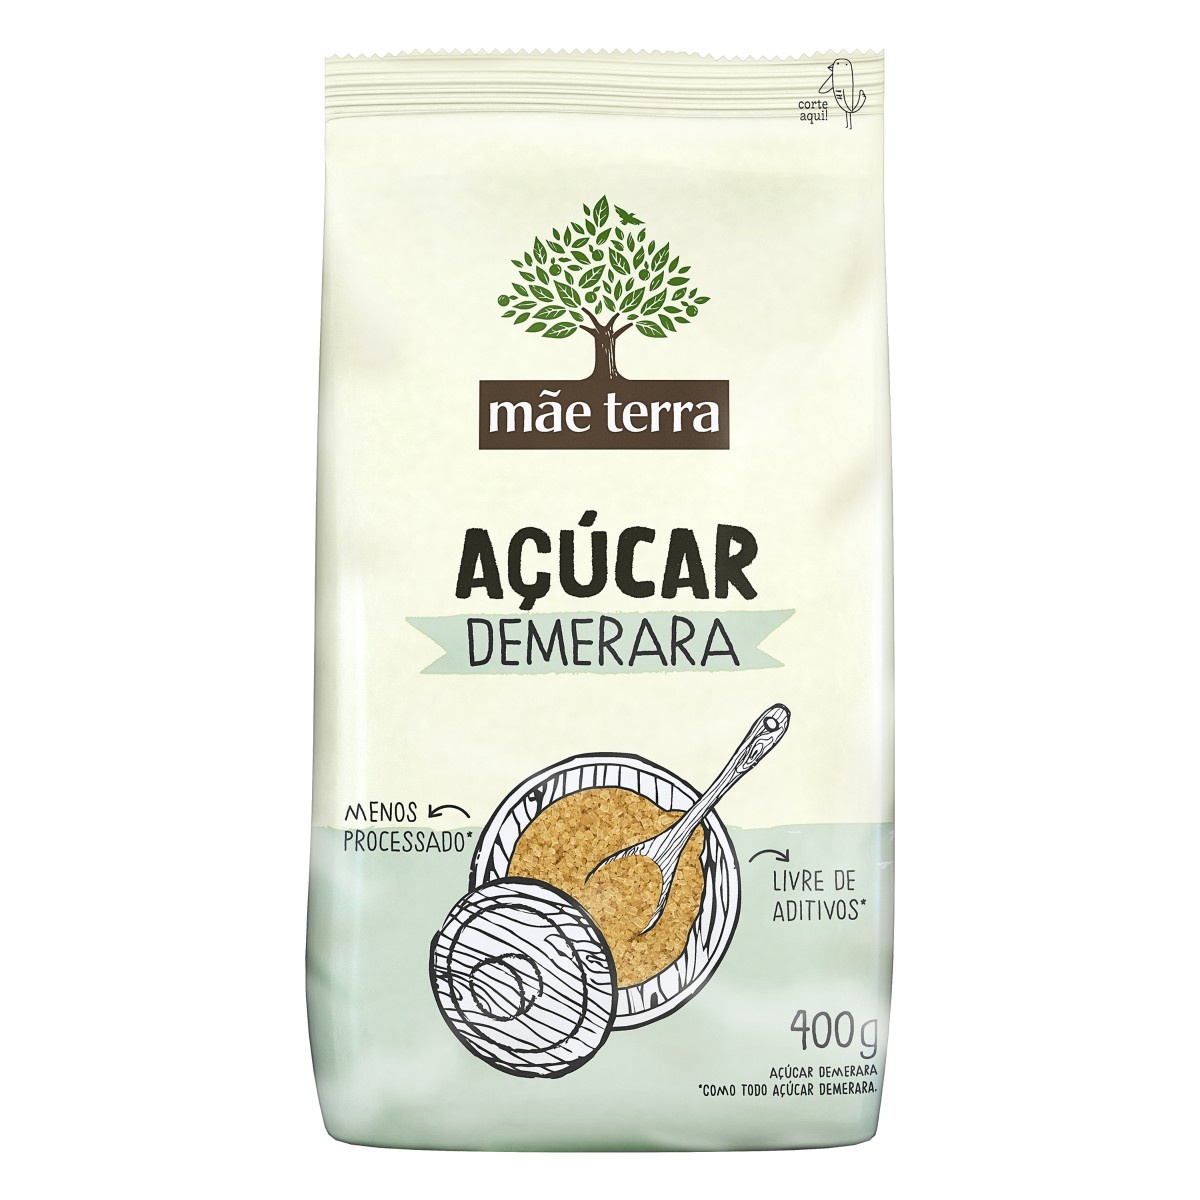 corte
aqui!
mãe terra
AÇÚCAR
DEMERARA
MENOS
PROCESSADO*
LIVRE DE
ADITIVOS*
400g
AÇÚCAR DEMERARA
*COMO TODO AÇÚCAR DEMERARA.